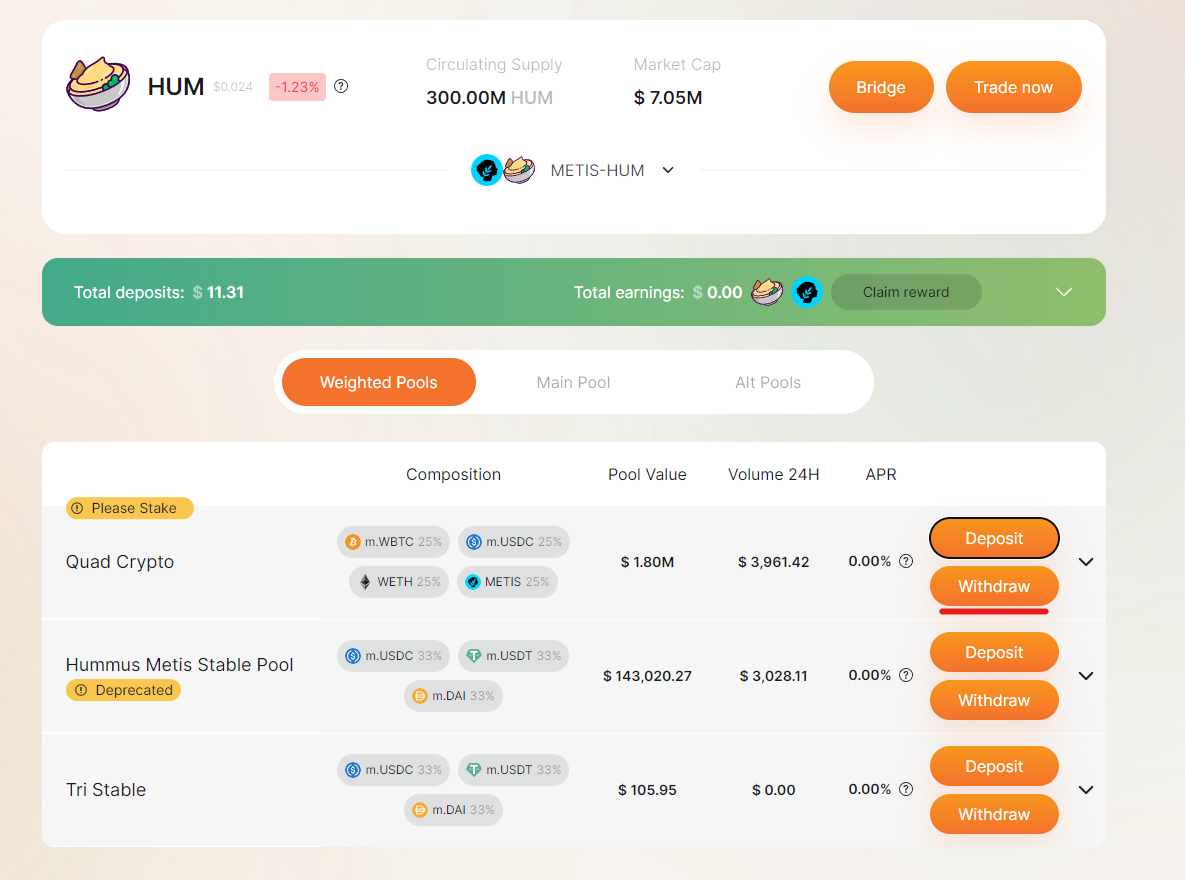 HUM $0.024 -1.23%
Circulating Supply
300.00M HUM
Market Cap
$ 7.05M
Bridge
Trade now
METIS-HUM
Total deposits: $ 11.31
Total earnings: $ 0.00
Claim reward
Weighted Pools
Main Pool
Alt Pools
Composition
Pool Value
Volume 24H
APR
Please Stake
Quad Crypto
m.WBTC 25%
m.USDC 25%
WETH 25%
METIS 25%
$ 1.80M
$ 3,961.42
0.00%
Deposit
Withdraw
Hummus Metis Stable Pool
Deprecated
m.USDC 33%
m.USDT 33%
m.DAI 33%
$ 143,020.27
$ 3,028.11
0.00%
Deposit
Withdraw
Tri Stable
m.USDC 33%
m.USDT 33%
m.DAI 33%
$ 105.95
$ 0.00
0.00%
Deposit
Withdraw